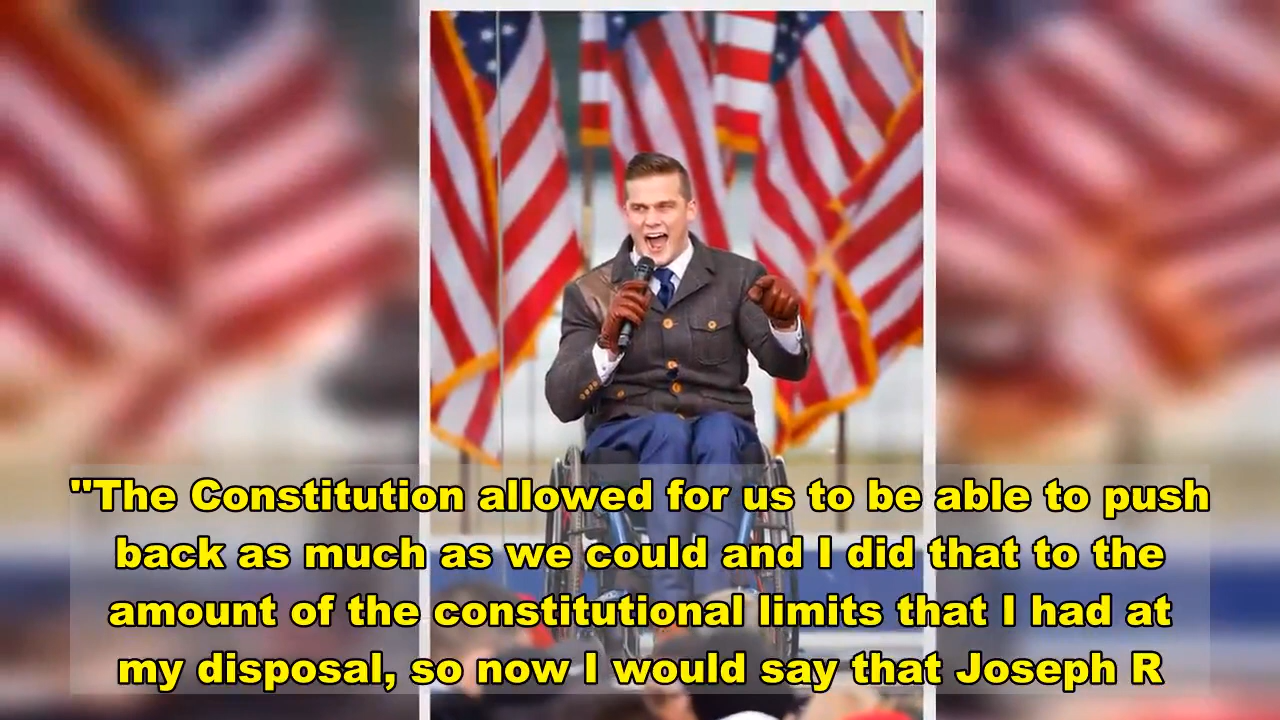 "The Constitution allowed for us to be able to push
back as much as we could and I did that to the
amount of the constitutional limits that I had at
my disposal, so now I would say that Joseph R